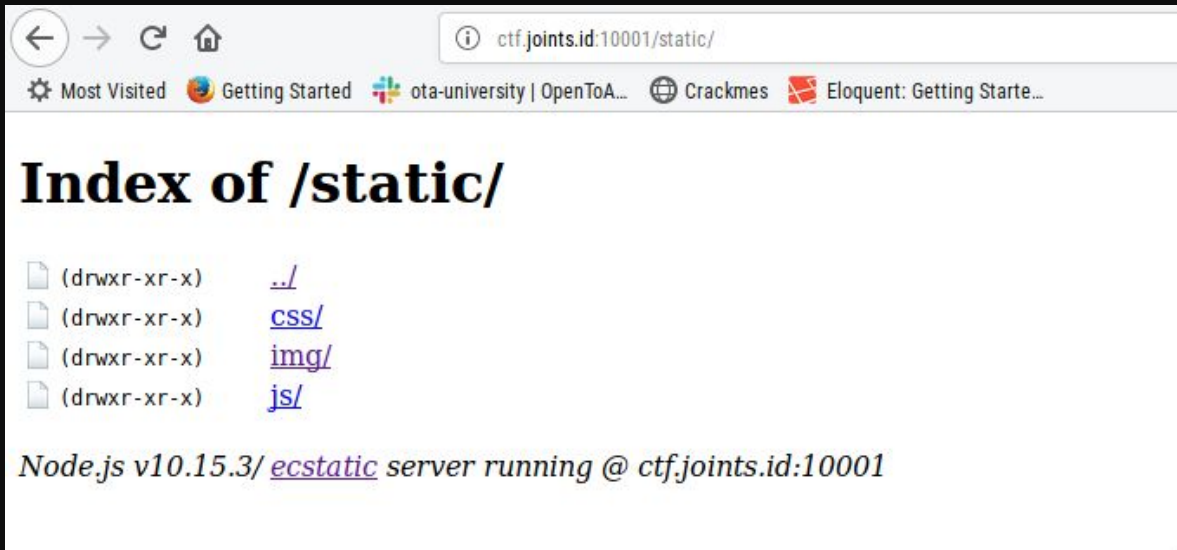 ctf.joints.id:10001/static/
Most Visited Getting Started ota-university | OpenToA... Crackmes Eloquent: Getting Starte...
Index of /static/
(drwxr-xr-x) ../
(drwxr-xr-x) css/
(drwxr-xr-x) img/
(drwxr-xr-x) js/
Node.js v10.15.3/ ecstatic server running @ ctf.joints.id:10001